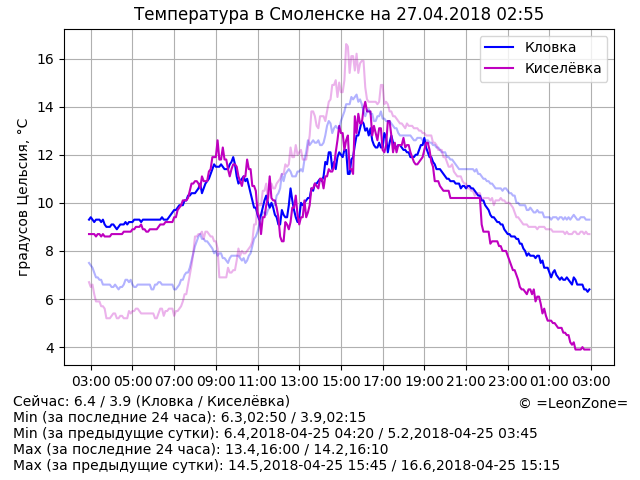 Температура в Смоленске на 27.04.2018 02:55
градусов Цельсия, °C
16
14
12
10
8
6
4
Кловка
Киселёвка
03:00 05:00 07:00 09:00 11:00 13:00 15:00 17:00 19:00 21:00 23:00 01:00 03:00
Сейчас: 6.4 / 3.9 (Кловка / Киселёвка)
© =LeonZone=
Min (за последние 24 часа): 6.3,02:50 / 3.9,02:15
Min (за предыдущие сутки): 6.4,2018-04-25 04:20 / 5.2,2018-04-25 03:45
Max (за последние 24 часа): 13.4,16:00 / 14.2,16:10
Max (за предыдущие сутки): 14.5,2018-04-25 15:45 / 16.6,2018-04-25 15:15